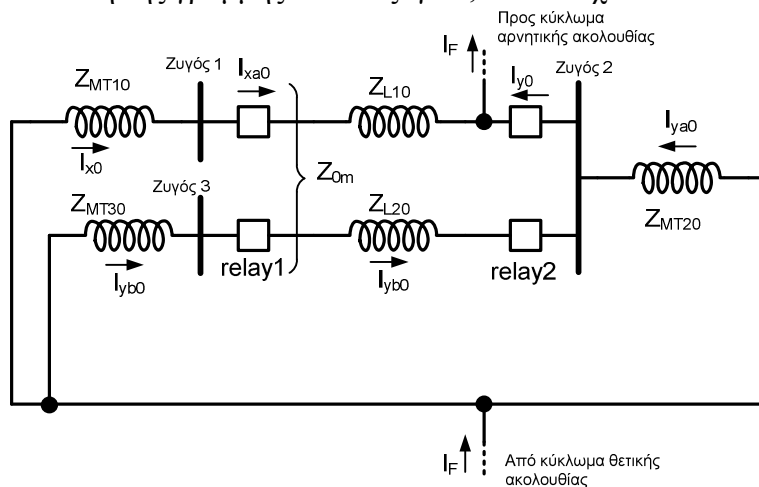 Προς κύκλωμα
αρνητικής ακολουθίας
I_F
Ζυγός 1
I_xa0
I_y0
Ζυγός 2
Z_MT10
Z_L10
I_ya0
I_x0
Z_0m
Ζυγός 3
Z_MT30
Z_L20
Z_MT20
I_yb0
relay1
I_yb0
relay2
I_F
Από κύκλωμα θετικής
ακολουθίας